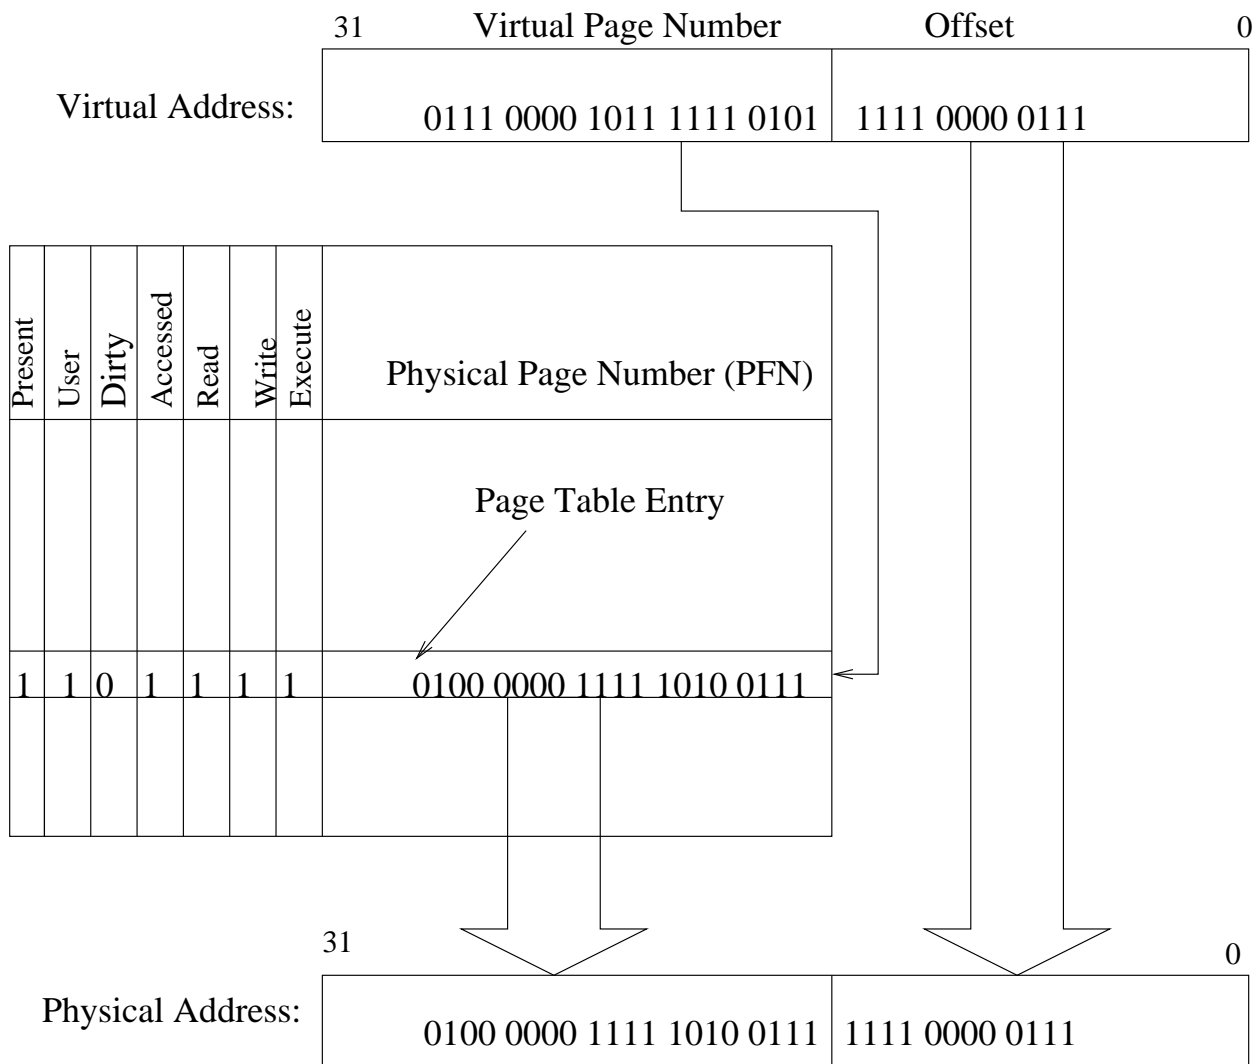 31 Virtual Page Number Offset 0
Virtual Address: 0111 0000 1011 1111 0101 1111 0000 0111
Present User Dirty Accessed Read Write Execute Physical Page Number (PFN)
Page Table Entry
1 1 0 1 1 1 1 0100 0000 1111 1010 0111
31 0
Physical Address: 0100 0000 1111 1010 0111 1111 0000 0111